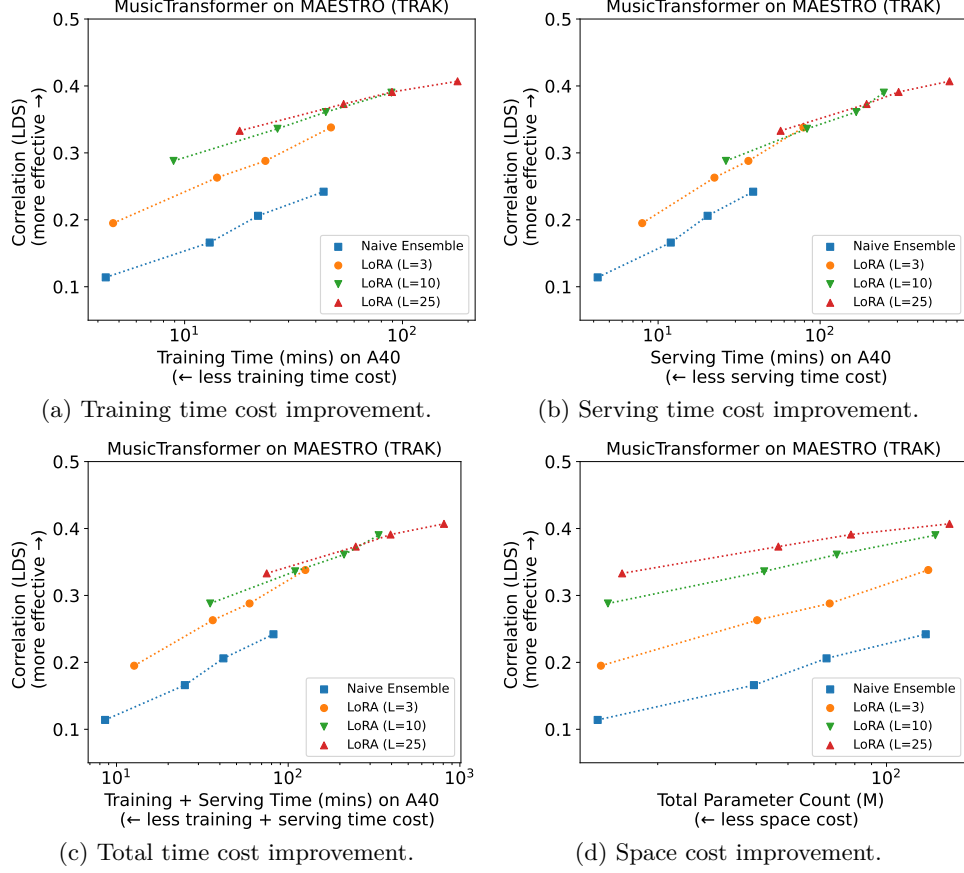 MusicTransformer on MAESTRO (TRAK)
0.5
0.4
0.3
0.2
0.1
Correlation (LDS)
(more effective →)
Naive Ensemble
LoRA (L=3)
LoRA (L=10)
LoRA (L=25)
10¹
10²
Training Time (mins) on A40
(← less training time cost)
(a) Training time cost improvement.
MusicTransformer on MAESTRO (TRAK)
0.5
0.4
0.3
0.2
0.1
Correlation (LDS)
(more effective →)
Naive Ensemble
LoRA (L=3)
LoRA (L=10)
LoRA (L=25)
10¹
10²
Serving Time (mins) on A40
(← less serving time cost)
(b) Serving time cost improvement.
MusicTransformer on MAESTRO (TRAK)
0.5
0.4
0.3
0.2
0.1
Correlation (LDS)
(more effective →)
Naive Ensemble
LoRA (L=3)
LoRA (L=10)
LoRA (L=25)
10¹
10²
10³
Training + Serving Time (mins) on A40
(← less training + serving time cost)
(c) Total time cost improvement.
MusicTransformer on MAESTRO (TRAK)
0.5
0.4
0.3
0.2
0.1
Correlation (LDS)
(more effective →)
Naive Ensemble
LoRA (L=3)
LoRA (L=10)
LoRA (L=25)
10²
Total Parameter Count (M)
(← less space cost)
(d) Space cost improvement.